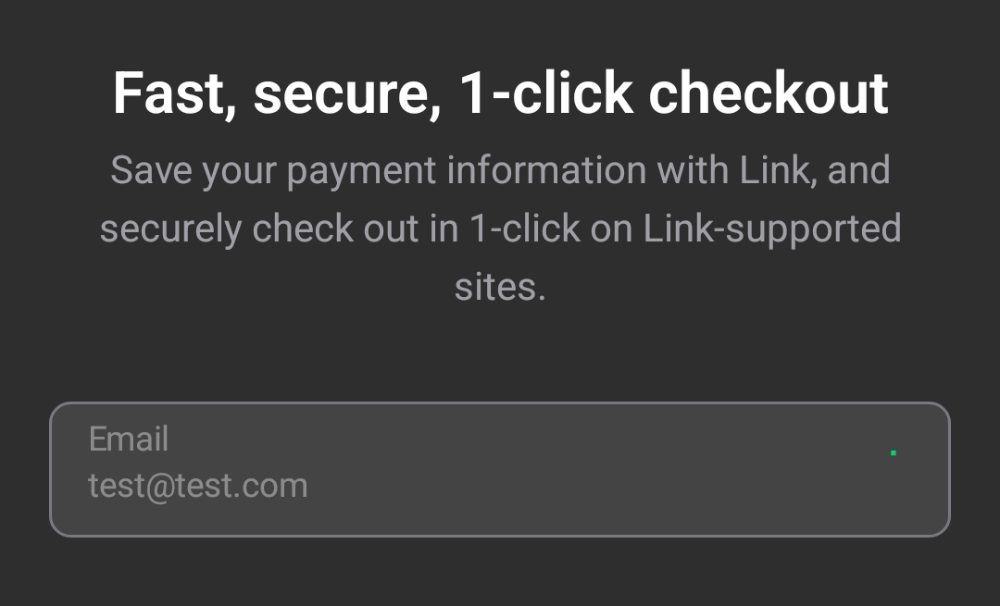 Fast, secure, 1-click checkout
Save your payment information with Link, and
securely check out in 1-click on Link-supported
sites.
Email
test@test.com